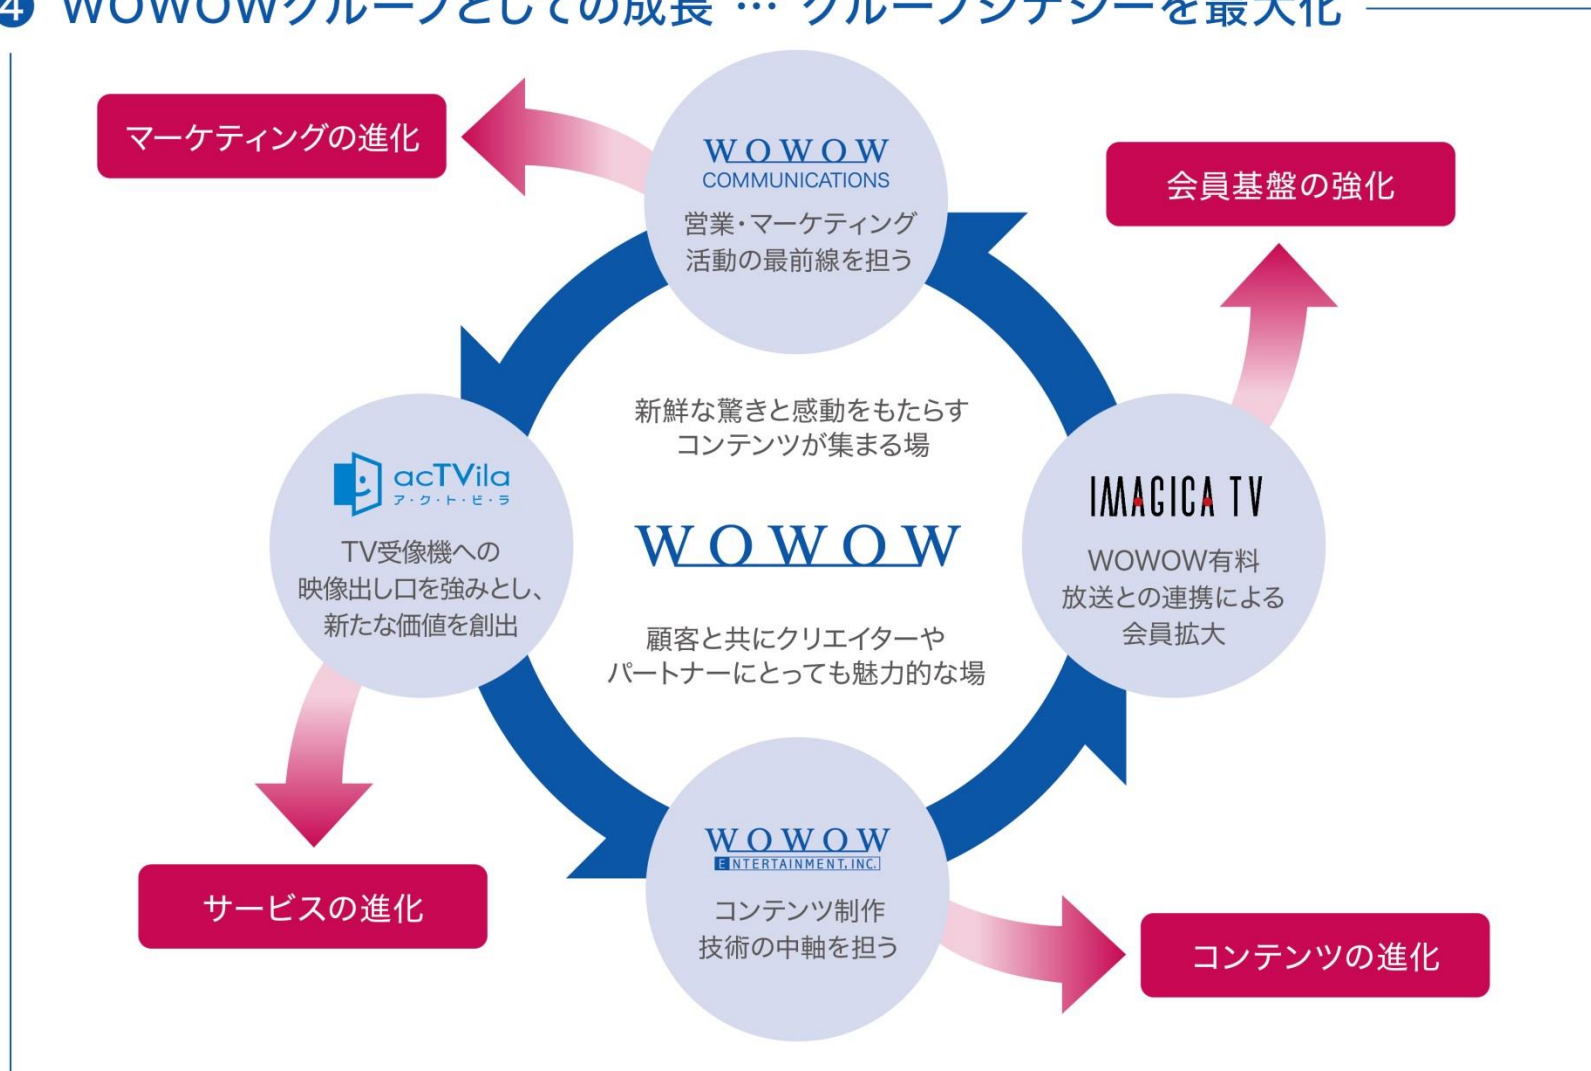 4 WOWOWグループとしての成長 … グループシナジーを最大化
マーケティングの進化
WOWOW
COMMUNICATIONS
営業・マーケティング
活動の最前線を担う
会員基盤の強化
新鮮な驚きと感動をもたらす
コンテンツが集まる場
WOWOW
顧客と共にクリエイターや
パートナーにとっても魅力的な場
acTVila
ア・ク・ト・ビ・ラ
TV受像機への
映像出し口を強みとし、
新たな価値を創出
IMAGICA TV
WOWOW有料
放送との連携による
会員拡大
サービスの進化
WOWOW
ENTERTAINMENT, INC.
コンテンツ制作
技術の中軸を担う
コンテンツの進化